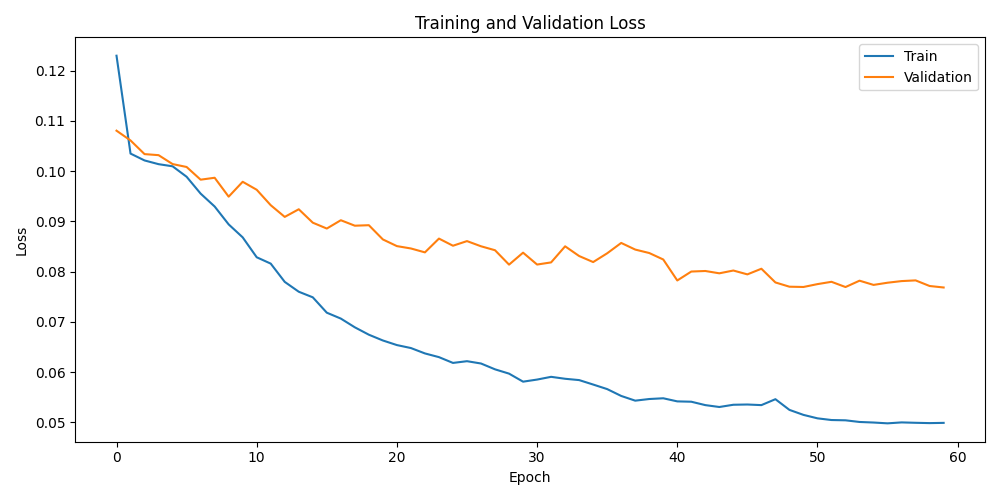 Training and Validation Loss
Train
Validation
0.12
0.11
0.10
0.09
0.08
0.07
0.06
0.05
Loss
0 10 20 30 40 50 60
Epoch